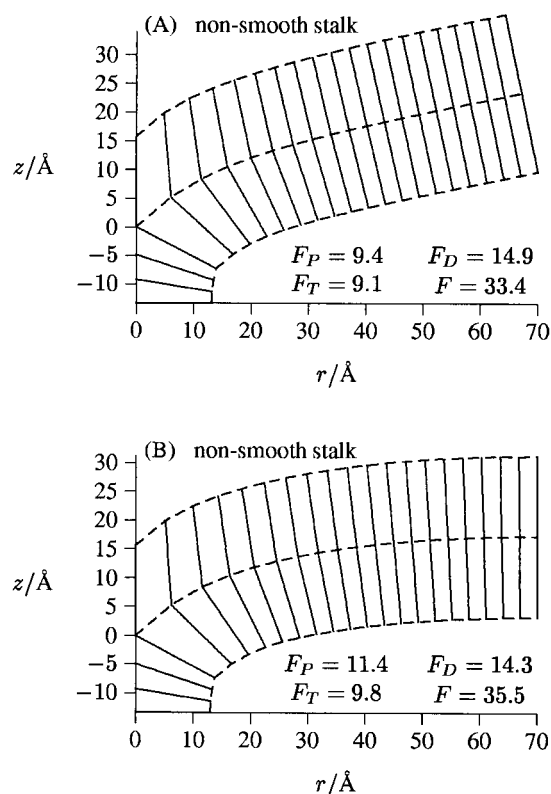 (A) non-smooth stalk
30
25
20
15
z/Å
10
5
0
−5
−10
F_P = 9.4 F_D = 14.9
F_T = 9.1 F = 33.4
0 10 20 30 40 50 60 70
r/Å
(B) non-smooth stalk
30
25
20
15
10
z/Å
5
0
−5
−10
F_P = 11.4 F_D = 14.3
F_T = 9.8 F = 35.5
0 10 20 30 40 50 60 70
r/Å